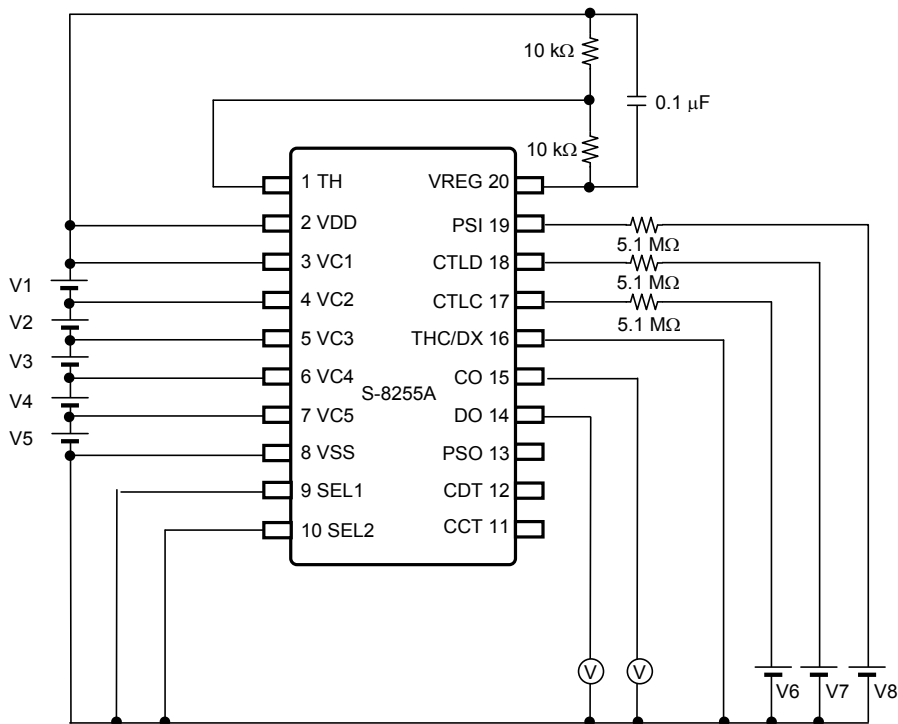 10 kΩ
0.1 µF
10 kΩ
1 TH
VREG 20
2 VDD
PSI 19
5.1 MΩ
3 VC1
CTLD 18
5.1 MΩ
V1
4 VC2
CTLC 17
5.1 MΩ
V2
5 VC3
THC/DX 16
V3
6 VC4
CO 15
S-8255A
V4
7 VC5
DO 14
V5
8 VSS
PSO 13
9 SEL1
CDT 12
10 SEL2
CCT 11
V
V
V6
V7
V8